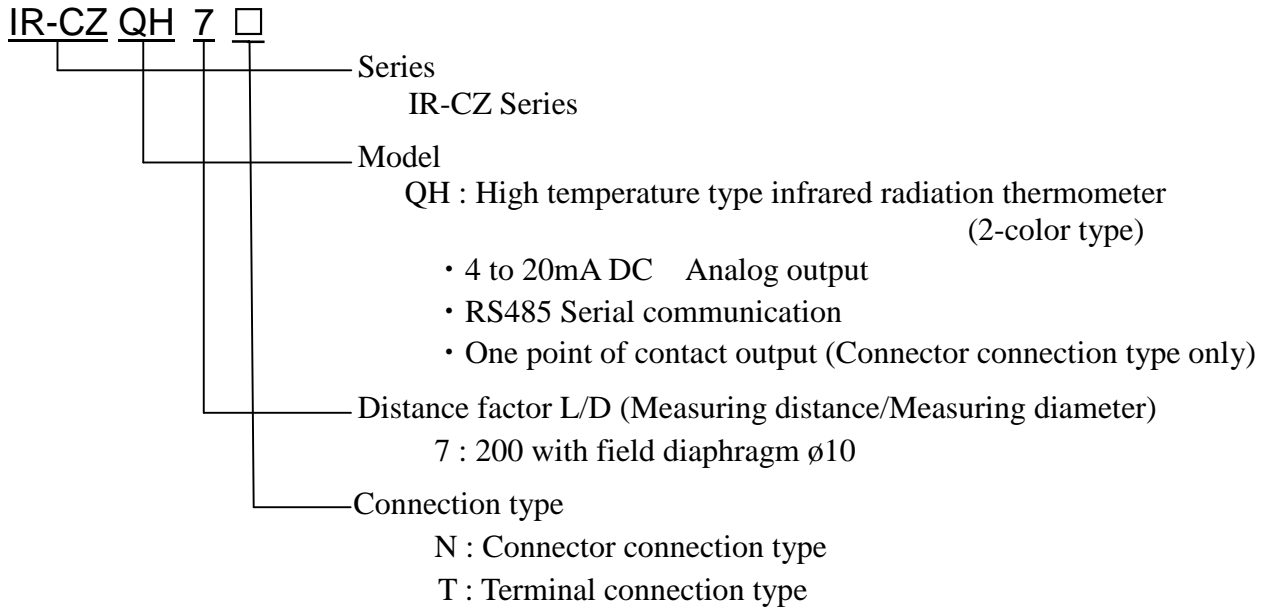 IR-CZ QH 7 □
Series
IR-CZ Series
Model
QH : High temperature type infrared radiation thermometer
(2-color type)
・4 to 20mA DC Analog output
・RS485 Serial communication
・One point of contact output (Connector connection type only)
Distance factor L/D (Measuring distance/Measuring diameter)
7 : 200 with field diaphragm ø10
Connection type
N : Connector connection type
T : Terminal connection type